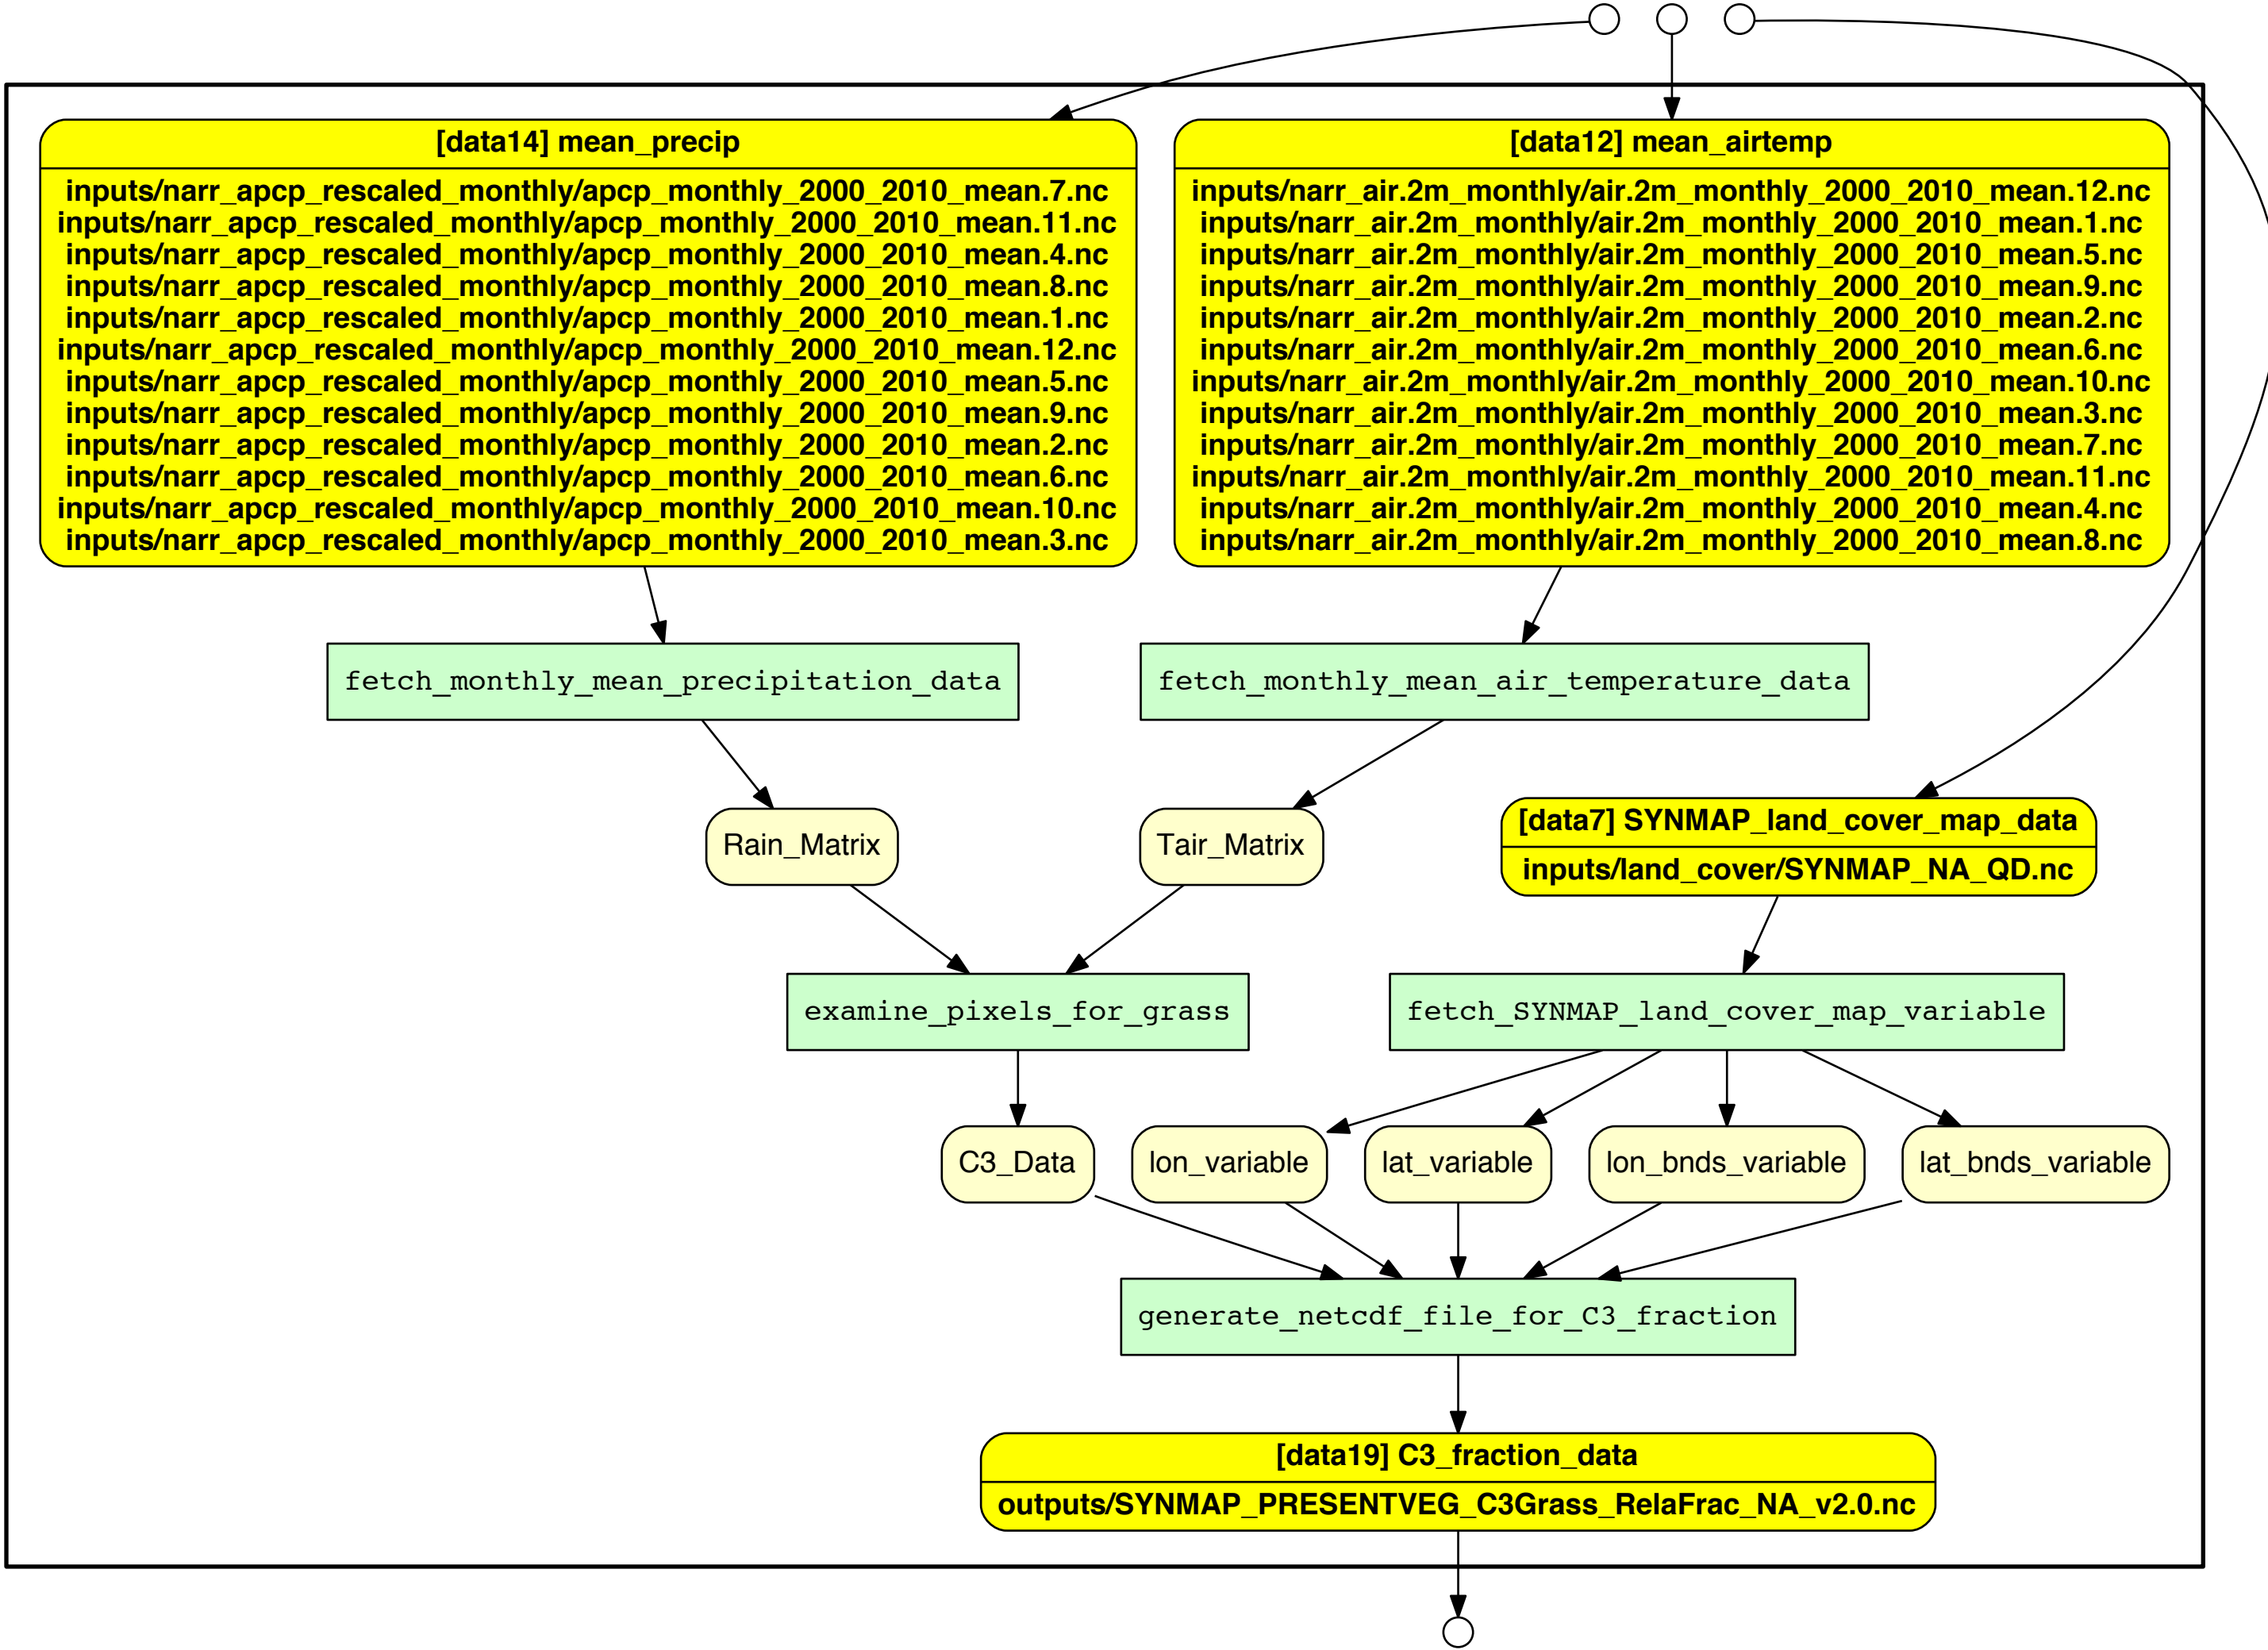 [data14] mean_precip
inputs/narr_apcp_rescaled_monthly/apcp_monthly_2000_2010_mean.7.nc
inputs/narr_apcp_rescaled_monthly/apcp_monthly_2000_2010_mean.11.nc
inputs/narr_apcp_rescaled_monthly/apcp_monthly_2000_2010_mean.4.nc
inputs/narr_apcp_rescaled_monthly/apcp_monthly_2000_2010_mean.8.nc
inputs/narr_apcp_rescaled_monthly/apcp_monthly_2000_2010_mean.1.nc
inputs/narr_apcp_rescaled_monthly/apcp_monthly_2000_2010_mean.12.nc
inputs/narr_apcp_rescaled_monthly/apcp_monthly_2000_2010_mean.5.nc
inputs/narr_apcp_rescaled_monthly/apcp_monthly_2000_2010_mean.9.nc
inputs/narr_apcp_rescaled_monthly/apcp_monthly_2000_2010_mean.2.nc
inputs/narr_apcp_rescaled_monthly/apcp_monthly_2000_2010_mean.6.nc
inputs/narr_apcp_rescaled_monthly/apcp_monthly_2000_2010_mean.10.nc
inputs/narr_apcp_rescaled_monthly/apcp_monthly_2000_2010_mean.3.nc
[data12] mean_airtemp
inputs/narr_air.2m_monthly/air.2m_monthly_2000_2010_mean.12.nc
inputs/narr_air.2m_monthly/air.2m_monthly_2000_2010_mean.1.nc
inputs/narr_air.2m_monthly/air.2m_monthly_2000_2010_mean.5.nc
inputs/narr_air.2m_monthly/air.2m_monthly_2000_2010_mean.9.nc
inputs/narr_air.2m_monthly/air.2m_monthly_2000_2010_mean.2.nc
inputs/narr_air.2m_monthly/air.2m_monthly_2000_2010_mean.6.nc
inputs/narr_air.2m_monthly/air.2m_monthly_2000_2010_mean.10.nc
inputs/narr_air.2m_monthly/air.2m_monthly_2000_2010_mean.3.nc
inputs/narr_air.2m_monthly/air.2m_monthly_2000_2010_mean.7.nc
inputs/narr_air.2m_monthly/air.2m_monthly_2000_2010_mean.11.nc
inputs/narr_air.2m_monthly/air.2m_monthly_2000_2010_mean.4.nc
inputs/narr_air.2m_monthly/air.2m_monthly_2000_2010_mean.8.nc
fetch_monthly_mean_precipitation_data
fetch_monthly_mean_air_temperature_data
Rain_Matrix
Tair_Matrix
[data7] SYNMAP_land_cover_map_data
inputs/land_cover/SYNMAP_NA_QD.nc
examine_pixels_for_grass
fetch_SYNMAP_land_cover_map_variable
C3_Data
lon_variable
lat_variable
lon_bnds_variable
lat_bnds_variable
generate_netcdf_file_for_C3_fraction
[data19] C3_fraction_data
outputs/SYNMAP_PRESENTVEG_C3Grass_RelaFrac_NA_v2.0.nc